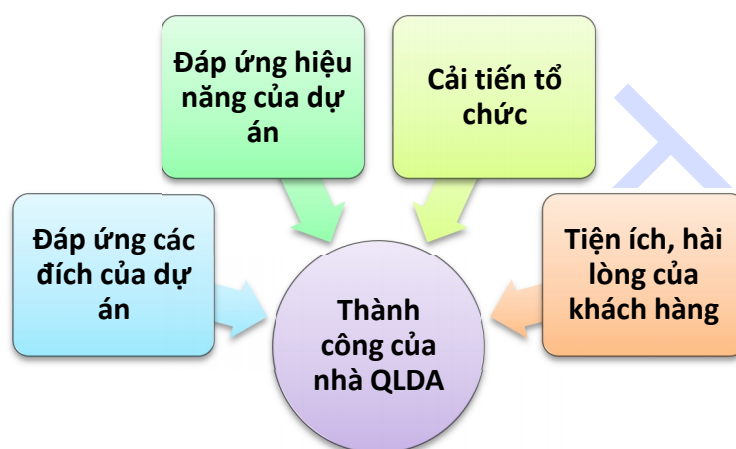 Đáp ứng hiệu
năng của dự
án
Cải tiến tổ
chức
Đáp ứng các
đích của dự
án
Tiện ích, hài
lòng của
khách hàng
Thành
công của
nhà QLDA